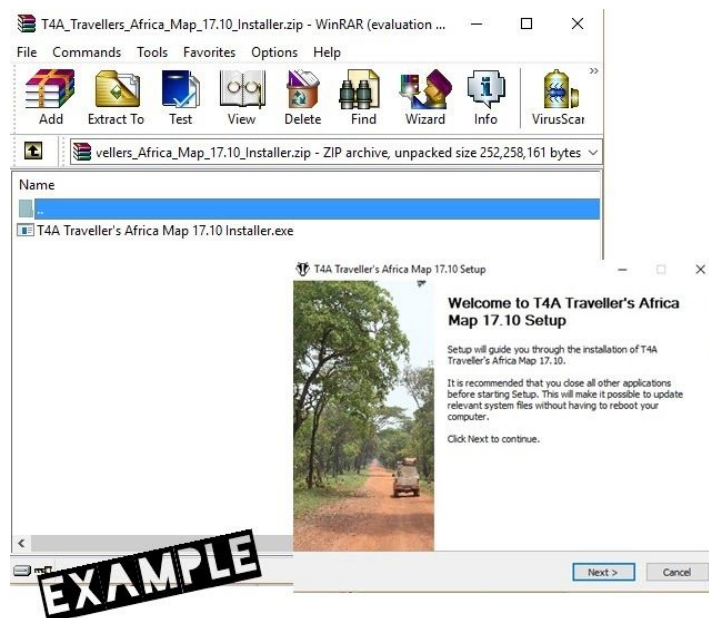 T4A_Travellers_Africa_Map_17.10_Installer.zip - WinRAR (evaluation ...
File Commands Tools Favorites Options Help
Add Extract To Test View Delete Find Wizard Info VirusScan
vellers_Africa_Map_17.10_Installer.zip - ZIP archive, unpacked size 252,258,161 bytes
Name
..
T4A Traveller's Africa Map 17.10 Installer.exe
T4A Traveller's Africa Map 17.10 Setup
Welcome to T4A Traveller's Africa
Map 17.10 Setup
Setup will guide you through the installation of T4A
Traveller's Africa Map 17.10.
It is recommended that you close all other applications
before starting Setup. This will make it possible to update
relevant system files without having to reboot your
computer.
Click Next to continue.
Next > Cancel
EXAMPLE